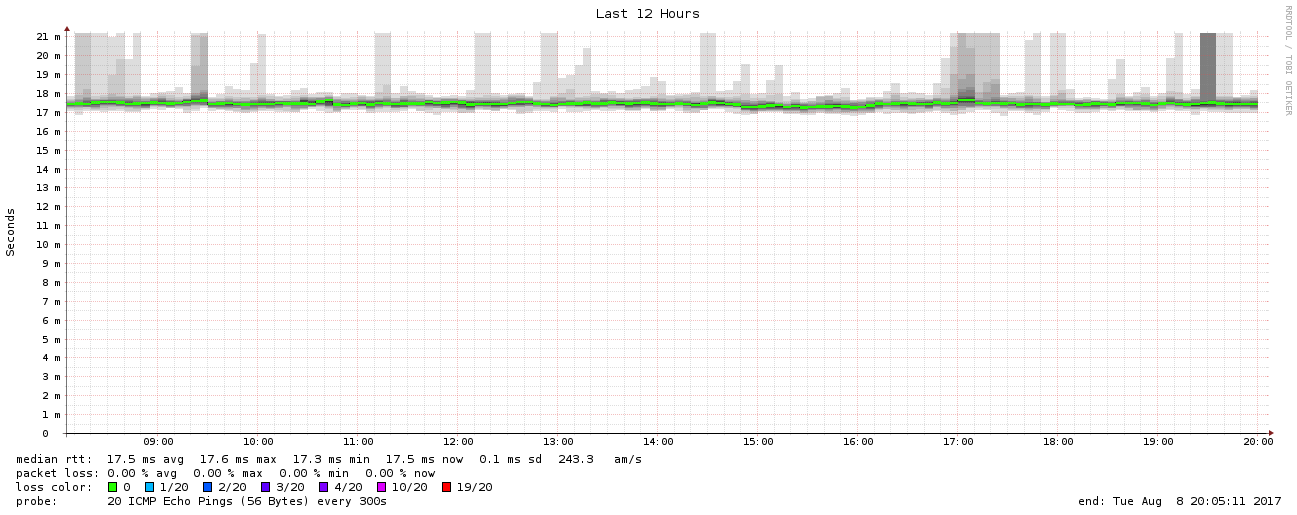 Last 12 Hours
RRDTOOL / TOBI OETIKER
Seconds
21 m
20 m
19 m
18 m
17 m
16 m
15 m
14 m
13 m
12 m
11 m
10 m
9 m
8 m
7 m
6 m
5 m
4 m
3 m
2 m
1 m
0
09:00 10:00 11:00 12:00 13:00 14:00 15:00 16:00 17:00 18:00 19:00 20:00
median rtt: 17.5 ms avg 17.6 ms max 17.3 ms min 17.5 ms now 0.1 ms sd 243.3 am/s
packet loss: 0.00 % avg 0.00 % max 0.00 % min 0.00 % now
loss color: 0 1/20 2/20 3/20 4/20 10/20 19/20
probe: 20 ICMP Echo Pings (56 Bytes) every 300s end: Tue Aug 8 20:05:11 2017